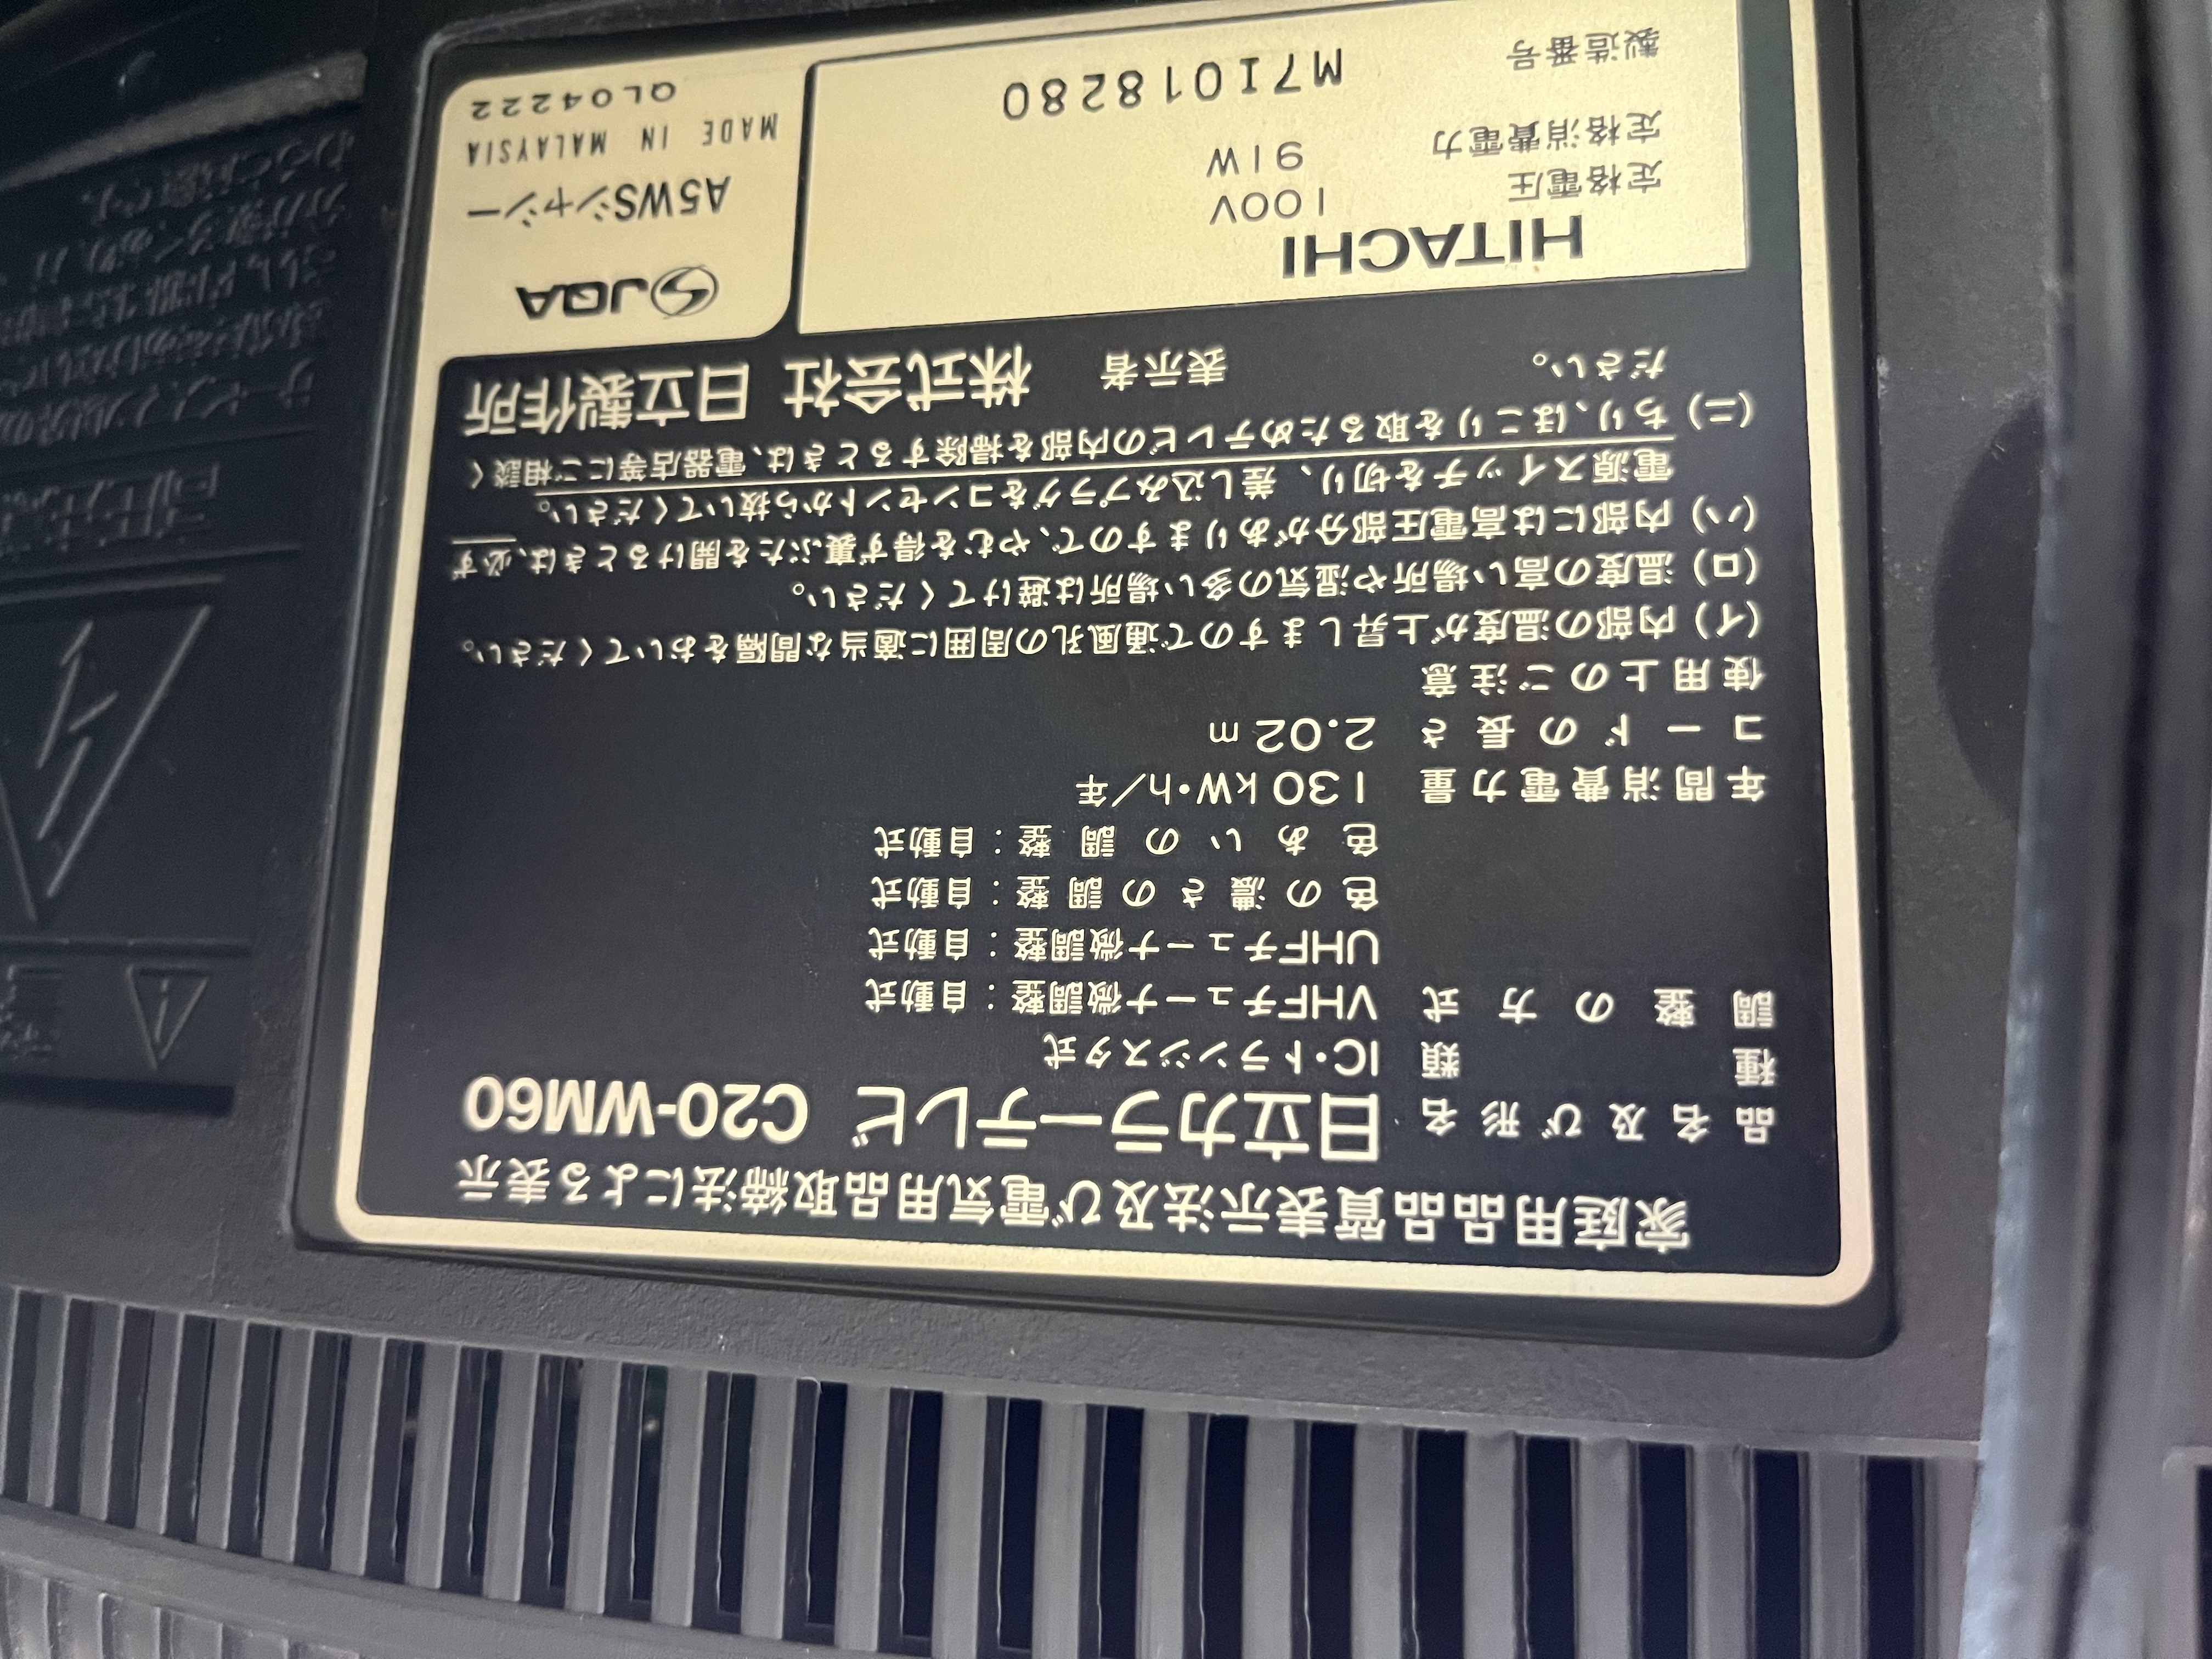 家庭用品品質表示法及び電気用品取締法による表示
品名及び形名 日立カラーテレビ C20-WM60
種類 IC・トランジスタ式
調整の方式 VHFチューナ微調整：自動式
UHFチューナ微調整：自動式
色の濃さの調整：自動式
色あいの調整：自動式
年間消費電力量 130kW・h/年
コードの長さ 2.02m
使用上のご注意
(イ) 内部の温度が上昇しますので通風孔の周囲に適当な間隔をおいてください。
(ロ) 温度の高い場所や湿気の多い場所は避けてください。
(ハ) 内部には高電圧部分がありますので、やむを得ず裏ぶたを開けるときは、必ず
電源スイッチを切り、差し込みプラグをコンセントから抜いてください。
(ニ) ちり、ほこりを取るためテレビの内部を掃除するときは、電器店等にご相談く
ださい。
表示者 株式会社 日立製作所
HITACHI
定格電圧 100V
定格消費電力 91W
製造番号 M7I018280
JQA
A5WSシャシー
MADE IN MALAYSIA
QL04222
高圧注